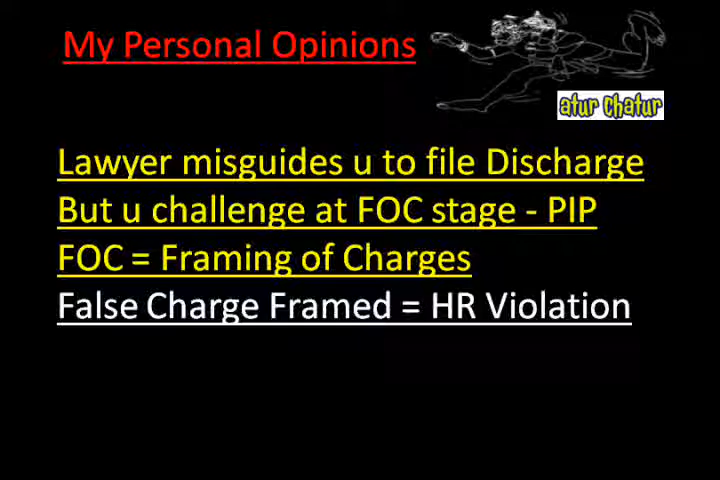 My Personal Opinions
atur chatur
Lawyer misguides u to file Discharge
But u challenge at FOC stage - PIP
FOC = Framing of Charges
False Charge Framed = HR Violation